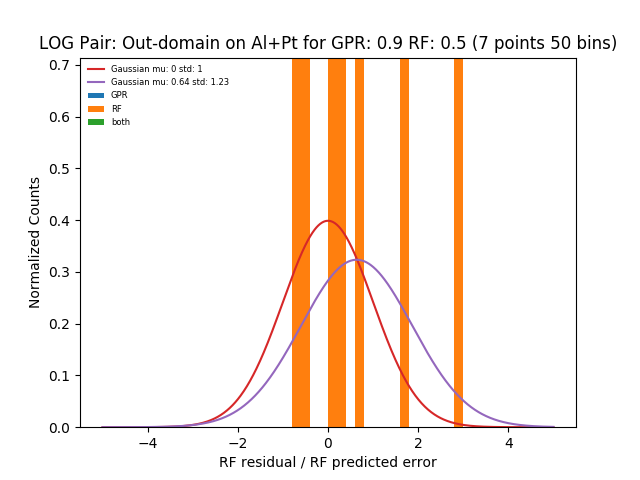 LOG Pair: Out-domain on Al+Pt for GPR: 0.9 RF: 0.5 (7 points 50 bins)
Gaussian mu: 0 std: 1
Gaussian mu: 0.64 std: 1.23
GPR
RF
both
0.7
0.6
0.5
0.4
0.3
0.2
0.1
0.0
Normalized Counts
−4
−2
0
2
4
RF residual / RF predicted error